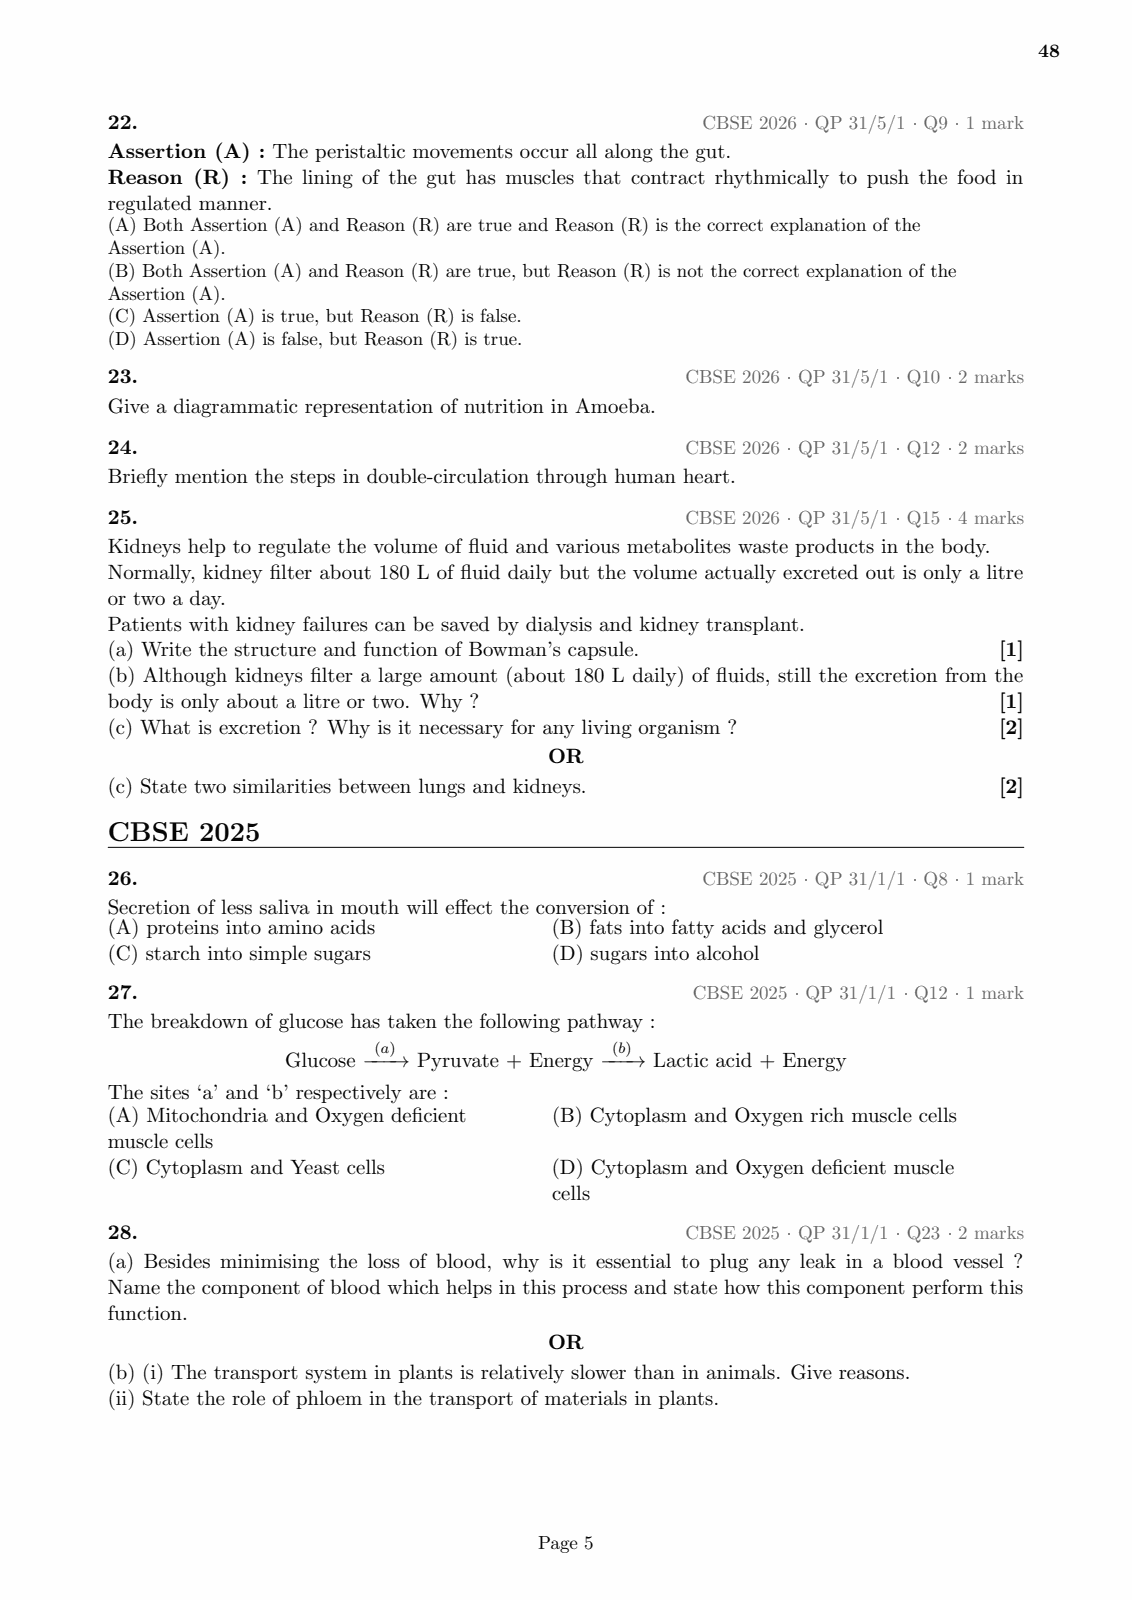 48
22. CBSE 2026 · QP 31/5/1 · Q9 · 1 mark
Assertion (A) : The peristaltic movements occur all along the gut.
Reason (R) : The lining of the gut has muscles that contract rhythmically to push the food in
regulated manner.
(A) Both Assertion (A) and Reason (R) are true and Reason (R) is the correct explanation of the
Assertion (A).
(B) Both Assertion (A) and Reason (R) are true, but Reason (R) is not the correct explanation of the
Assertion (A).
(C) Assertion (A) is true, but Reason (R) is false.
(D) Assertion (A) is false, but Reason (R) is true.
23. CBSE 2026 · QP 31/5/1 · Q10 · 2 marks
Give a diagrammatic representation of nutrition in Amoeba.
24. CBSE 2026 · QP 31/5/1 · Q12 · 2 marks
Briefly mention the steps in double-circulation through human heart.
25. CBSE 2026 · QP 31/5/1 · Q15 · 4 marks
Kidneys help to regulate the volume of fluid and various metabolites waste products in the body.
Normally, kidney filter about 180 L of fluid daily but the volume actually excreted out is only a litre
or two a day.
Patients with kidney failures can be saved by dialysis and kidney transplant.
(a) Write the structure and function of Bowman's capsule. [1]
(b) Although kidneys filter a large amount (about 180 L daily) of fluids, still the excretion from the
body is only about a litre or two. Why ? [1]
(c) What is excretion ? Why is it necessary for any living organism ? [2]
OR
(c) State two similarities between lungs and kidneys. [2]
CBSE 2025
26. CBSE 2025 · QP 31/1/1 · Q8 · 1 mark
Secretion of less saliva in mouth will effect the conversion of :
(A) proteins into amino acids (B) fats into fatty acids and glycerol
(C) starch into simple sugars (D) sugars into alcohol
27. CBSE 2025 · QP 31/1/1 · Q12 · 1 mark
The breakdown of glucose has taken the following pathway :
Glucose —(a)→ Pyruvate + Energy —(b)→ Lactic acid + Energy
The sites 'a' and 'b' respectively are :
(A) Mitochondria and Oxygen deficient (B) Cytoplasm and Oxygen rich muscle cells
muscle cells
(C) Cytoplasm and Yeast cells (D) Cytoplasm and Oxygen deficient muscle
cells
28. CBSE 2025 · QP 31/1/1 · Q23 · 2 marks
(a) Besides minimising the loss of blood, why is it essential to plug any leak in a blood vessel ?
Name the component of blood which helps in this process and state how this component perform this
function.
OR
(b) (i) The transport system in plants is relatively slower than in animals. Give reasons.
(ii) State the role of phloem in the transport of materials in plants.
Page 5